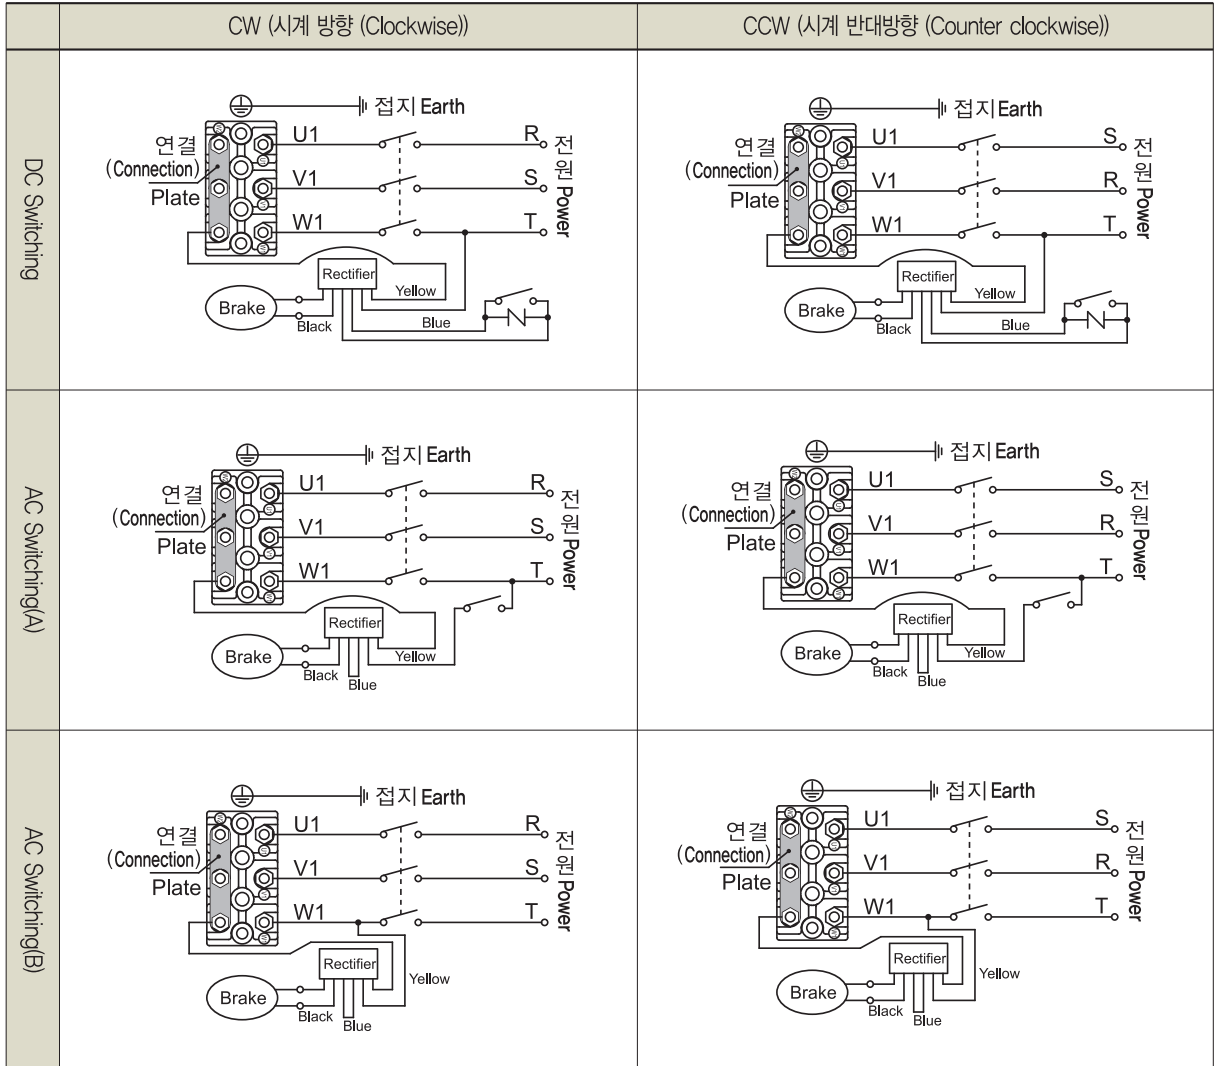 CW (시계 방향 (Clockwise))
CCW (시계 반대방향 (Counter clockwise))
DC Switching
접지 Earth
연결
(Connection)
Plate
U1
V1
W1
R
S
T
전원 Power
Rectifier
Brake
Yellow
Black
Blue
접지 Earth
연결
(Connection)
Plate
U1
V1
W1
S
R
T
전원 Power
Rectifier
Brake
Yellow
Black
Blue
AC Switching(A)
접지 Earth
연결
(Connection)
Plate
U1
V1
W1
R
S
T
전원 Power
Rectifier
Brake
Yellow
Black
Blue
접지 Earth
연결
(Connection)
Plate
U1
V1
W1
S
R
T
전원 Power
Rectifier
Brake
Yellow
Black
Blue
AC Switching(B)
접지 Earth
연결
(Connection)
Plate
U1
V1
W1
R
S
T
전원 Power
Rectifier
Brake
Yellow
Black
Blue
접지 Earth
연결
(Connection)
Plate
U1
V1
W1
S
R
T
전원 Power
Rectifier
Brake
Yellow
Black
Blue